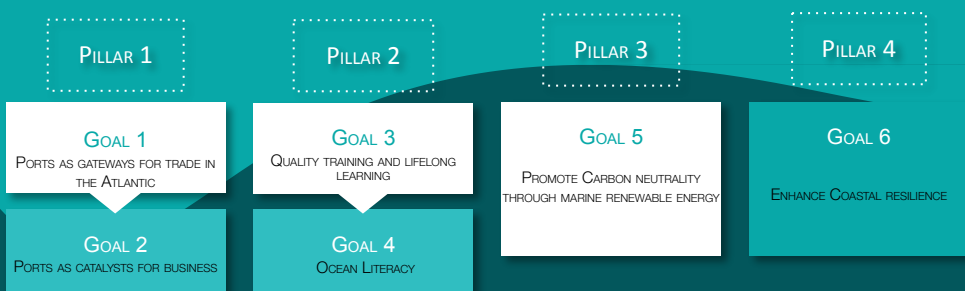 Pillar 1
Pillar 2
Pillar 3
Pillar 4
Goal 1
Ports as gateways for trade in
the Atlantic
Goal 2
Ports as catalysts for business
Goal 3
Quality training and lifelong
learning
Goal 4
Ocean Literacy
Goal 5
Promote Carbon neutrality
through marine renewable energy
Goal 6
Enhance Coastal resilience